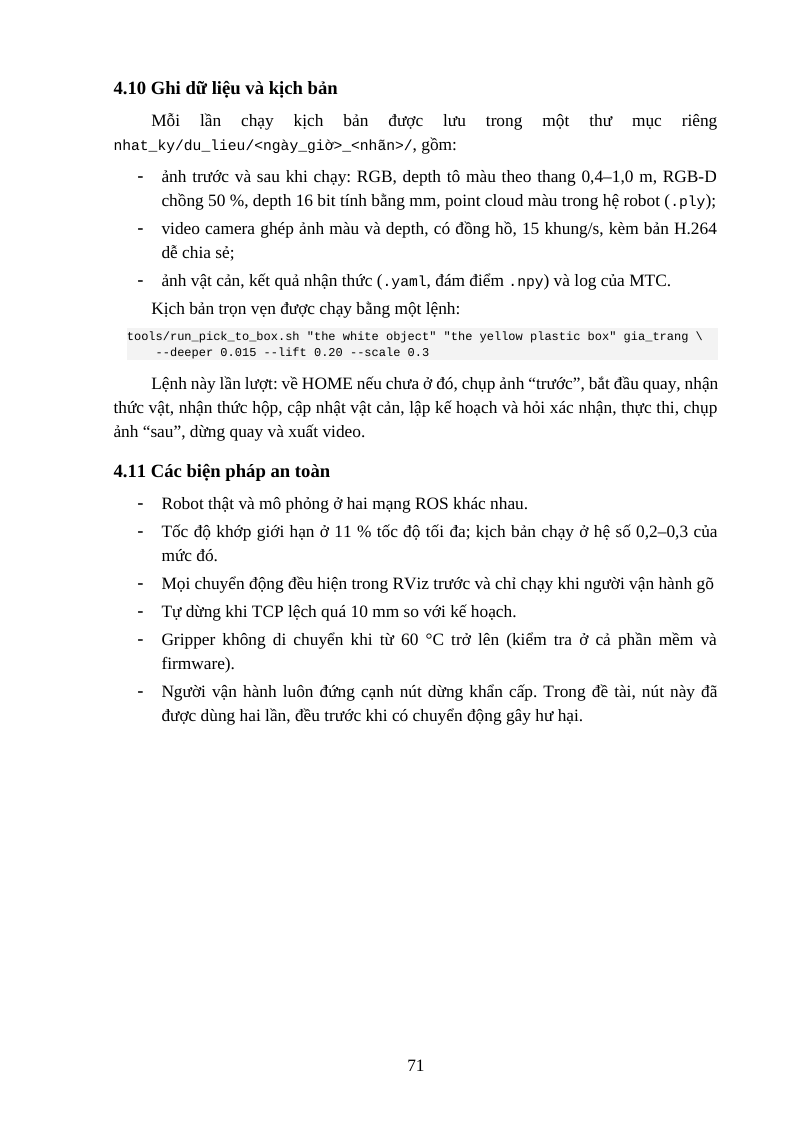 4.10 Ghi dữ liệu và kịch bản
Mỗi lần chạy kịch bản được lưu trong một thư mục riêng
nhat_ky/du_lieu/<ngày_giờ>_<nhãn>/, gồm:
- ảnh trước và sau khi chạy: RGB, depth tô màu theo thang 0,4–1,0 m, RGB-D
chồng 50 %, depth 16 bit tính bằng mm, point cloud màu trong hệ robot (.ply);
- video camera ghép ảnh màu và depth, có đồng hồ, 15 khung/s, kèm bản H.264
dễ chia sẻ;
- ảnh vật cản, kết quả nhận thức (.yaml, đám điểm .npy) và log của MTC.
Kịch bản trọn vẹn được chạy bằng một lệnh:
tools/run_pick_to_box.sh "the white object" "the yellow plastic box" gia_trang \
--deeper 0.015 --lift 0.20 --scale 0.3
Lệnh này lần lượt: về HOME nếu chưa ở đó, chụp ảnh “trước”, bắt đầu quay, nhận
thức vật, nhận thức hộp, cập nhật vật cản, lập kế hoạch và hỏi xác nhận, thực thi, chụp
ảnh “sau”, dừng quay và xuất video.
4.11 Các biện pháp an toàn
- Robot thật và mô phỏng ở hai mạng ROS khác nhau.
- Tốc độ khớp giới hạn ở 11 % tốc độ tối đa; kịch bản chạy ở hệ số 0,2–0,3 của
mức đó.
- Mọi chuyển động đều hiện trong RViz trước và chỉ chạy khi người vận hành gõ
- Tự dừng khi TCP lệch quá 10 mm so với kế hoạch.
- Gripper không di chuyển khi từ 60 °C trở lên (kiểm tra ở cả phần mềm và
firmware).
- Người vận hành luôn đứng cạnh nút dừng khẩn cấp. Trong đề tài, nút này đã
được dùng hai lần, đều trước khi có chuyển động gây hư hại.
71